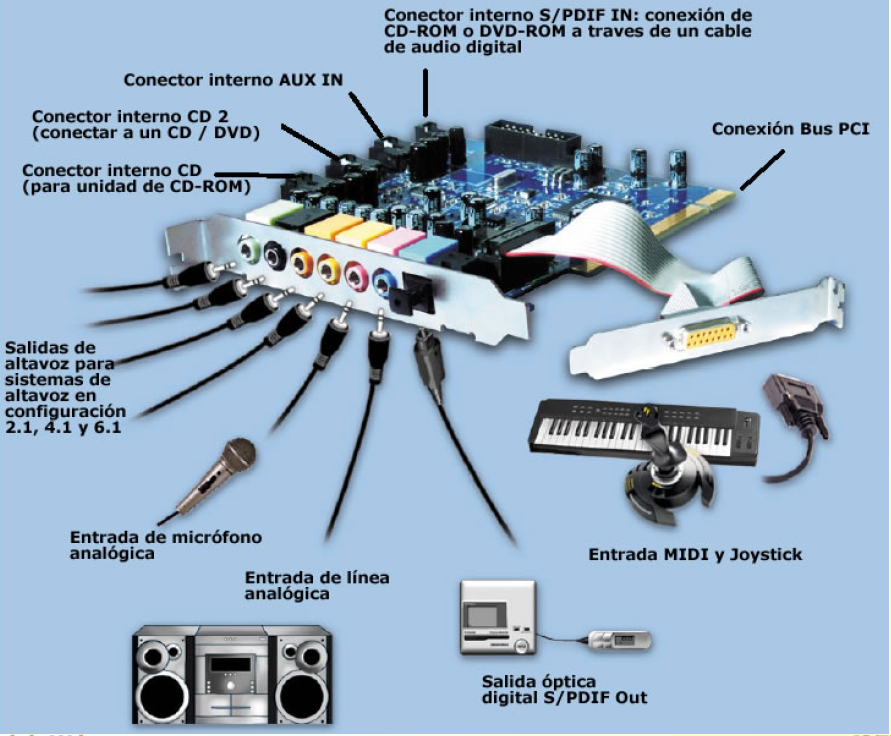 Conector interno S/PDIF IN: conexión de
CD-ROM o DVD-ROM a traves de un cable
de audio digital
Conector interno AUX IN
Conector interno CD 2
(conectar a un CD / DVD)
Conexión Bus PCI
Conector interno CD
(para unidad de CD-ROM)
Salidas de
altavoz para
sistemas de
altavoz en
configuración
2.1, 4.1 y 6.1
Entrada de micrófono
analógica
Entrada MIDI y Joystick
Entrada de línea
analógica
Salida óptica
digital S/PDIF Out